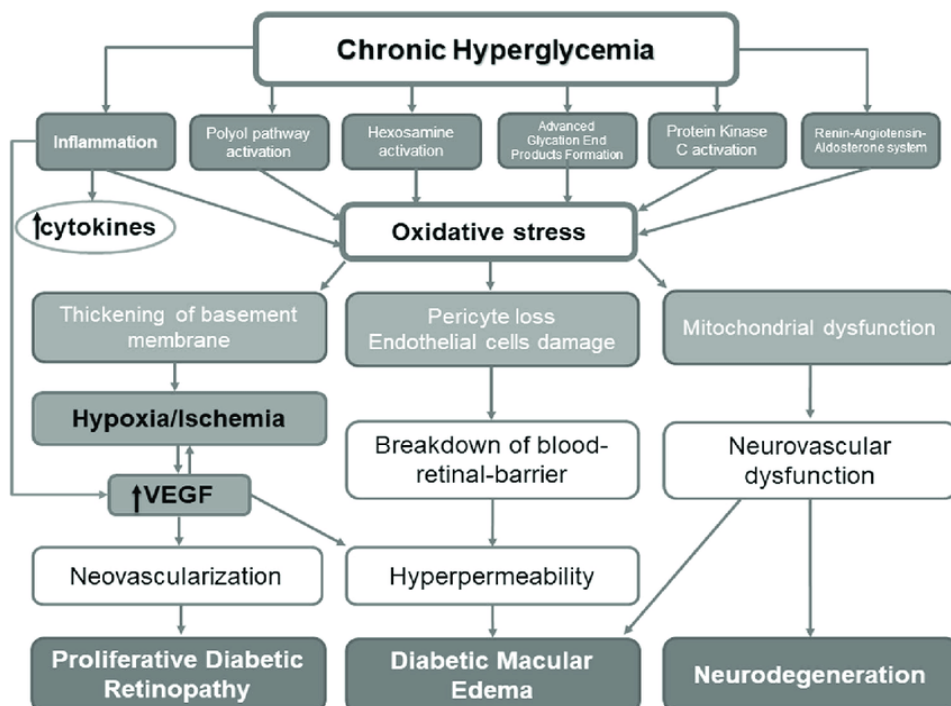 Chronic Hyperglycemia
Inflammation
Polyol pathway
activation
Hexosamine
activation
Advanced
Glycation End
Products Formation
Protein Kinase
C activation
Renin-Angiotensin-
Aldosterone system
↑cytokines
Oxidative stress
Thickening of basement
membrane
Pericyte loss
Endothelial cells damage
Mitochondrial dysfunction
Hypoxia/Ischemia
Breakdown of blood-
retinal-barrier
Neurovascular
dysfunction
↑VEGF
Neovascularization
Hyperpermeability
Proliferative Diabetic
Retinopathy
Diabetic Macular
Edema
Neurodegeneration